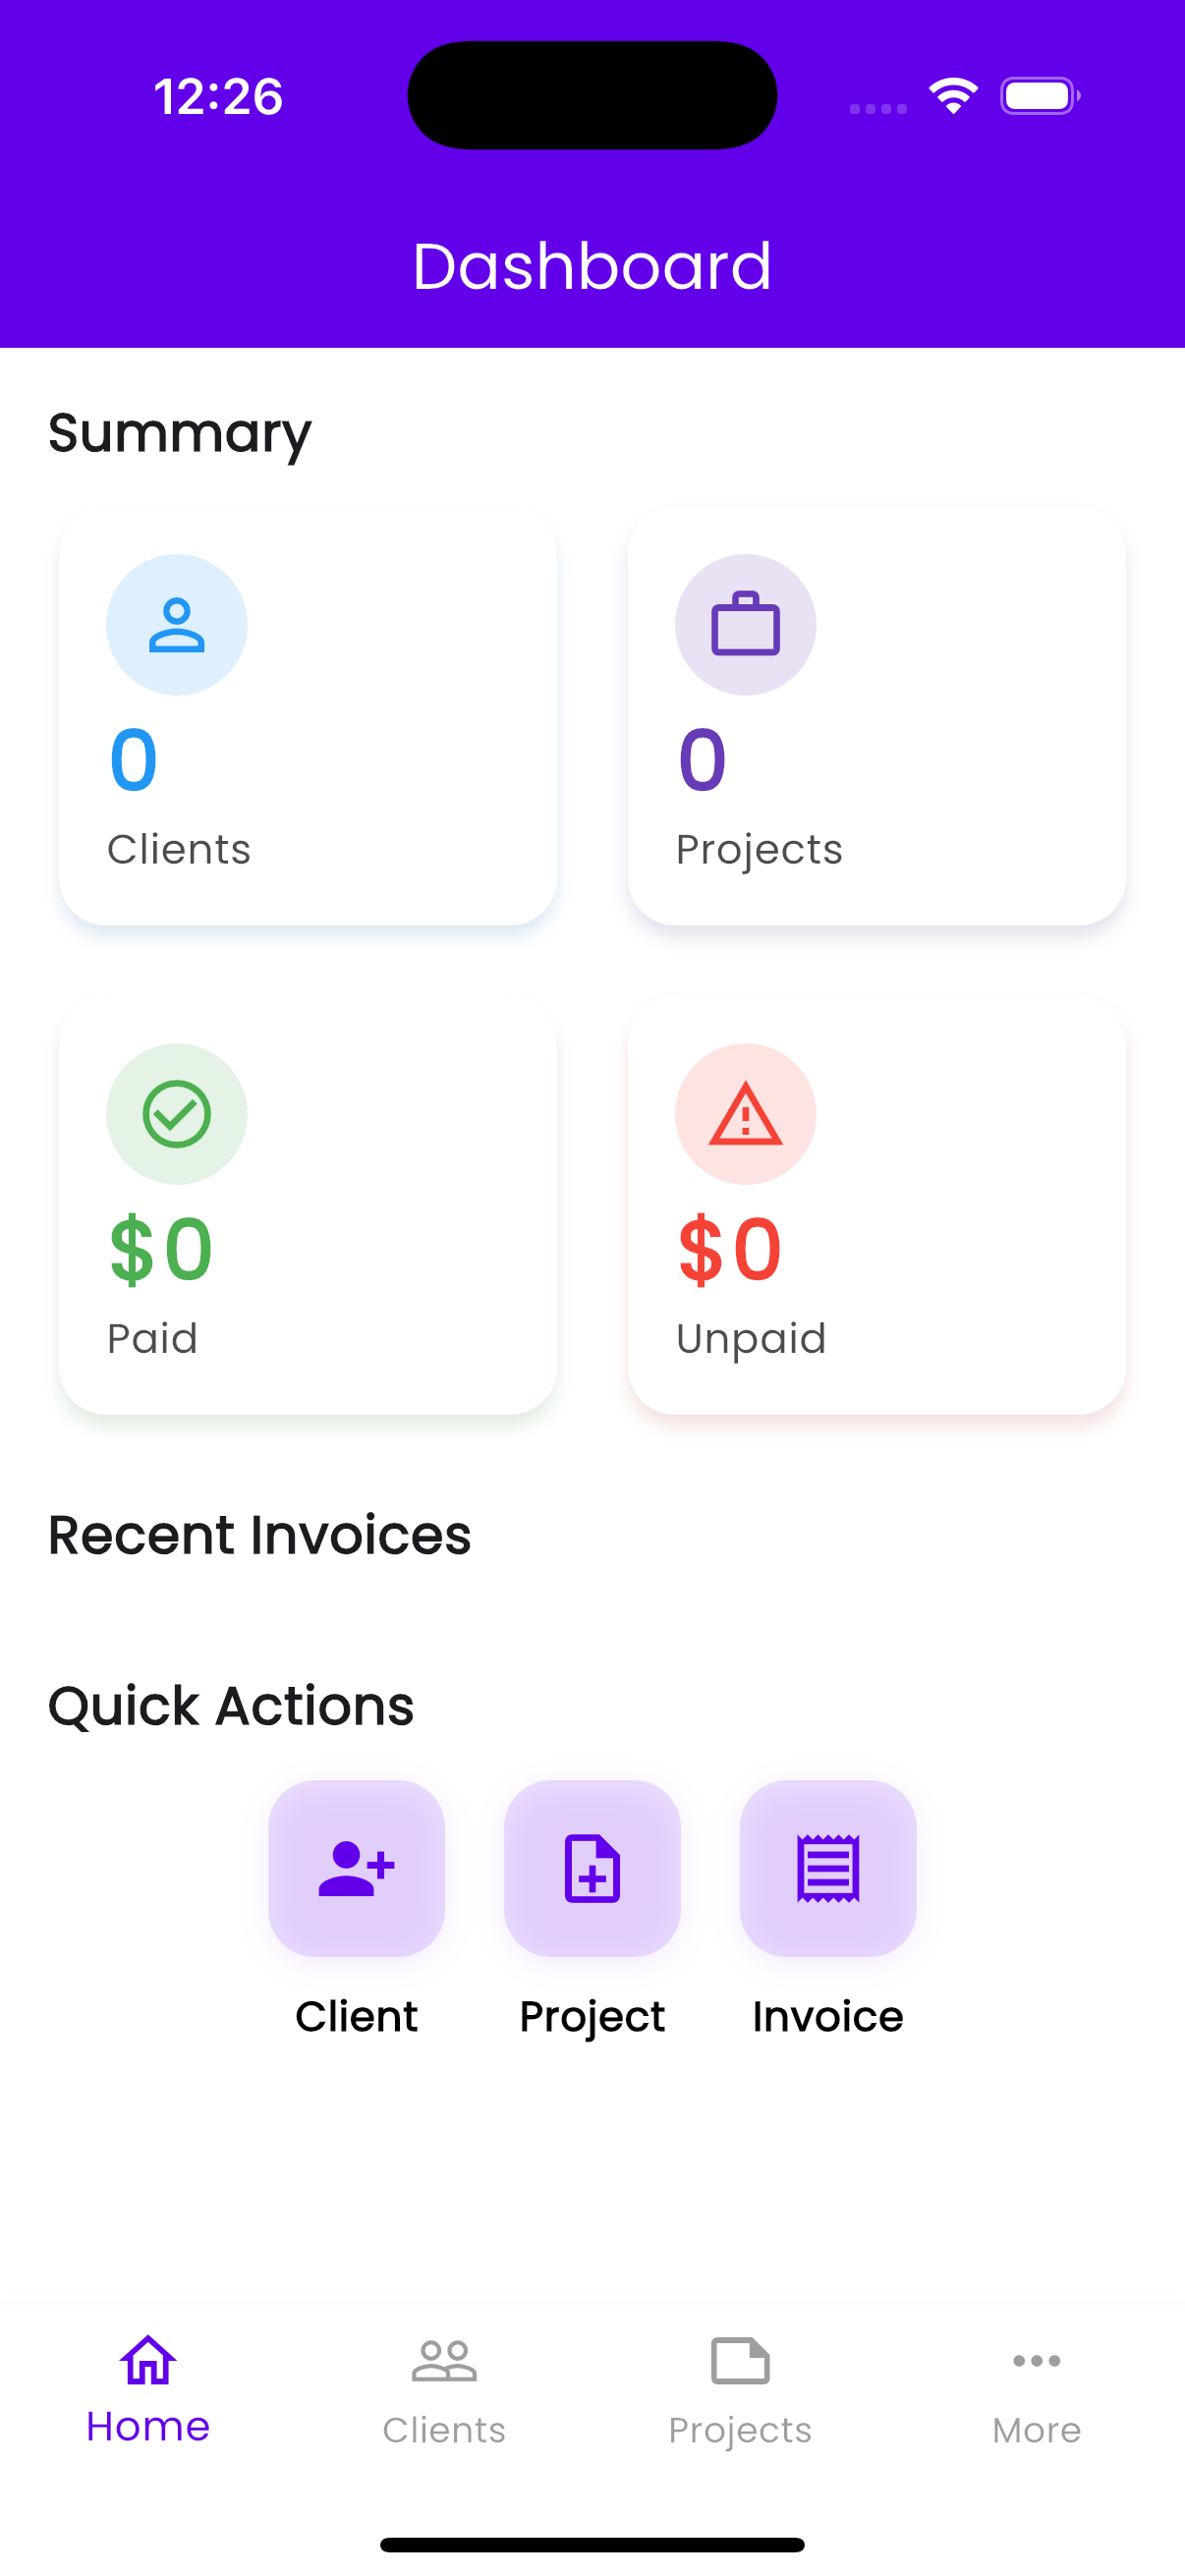 12:26
Dashboard
Summary
0
Clients
0
Projects
$0
Paid
$0
Unpaid
Recent Invoices
Quick Actions
Client
Project
Invoice
Home
Clients
Projects
More